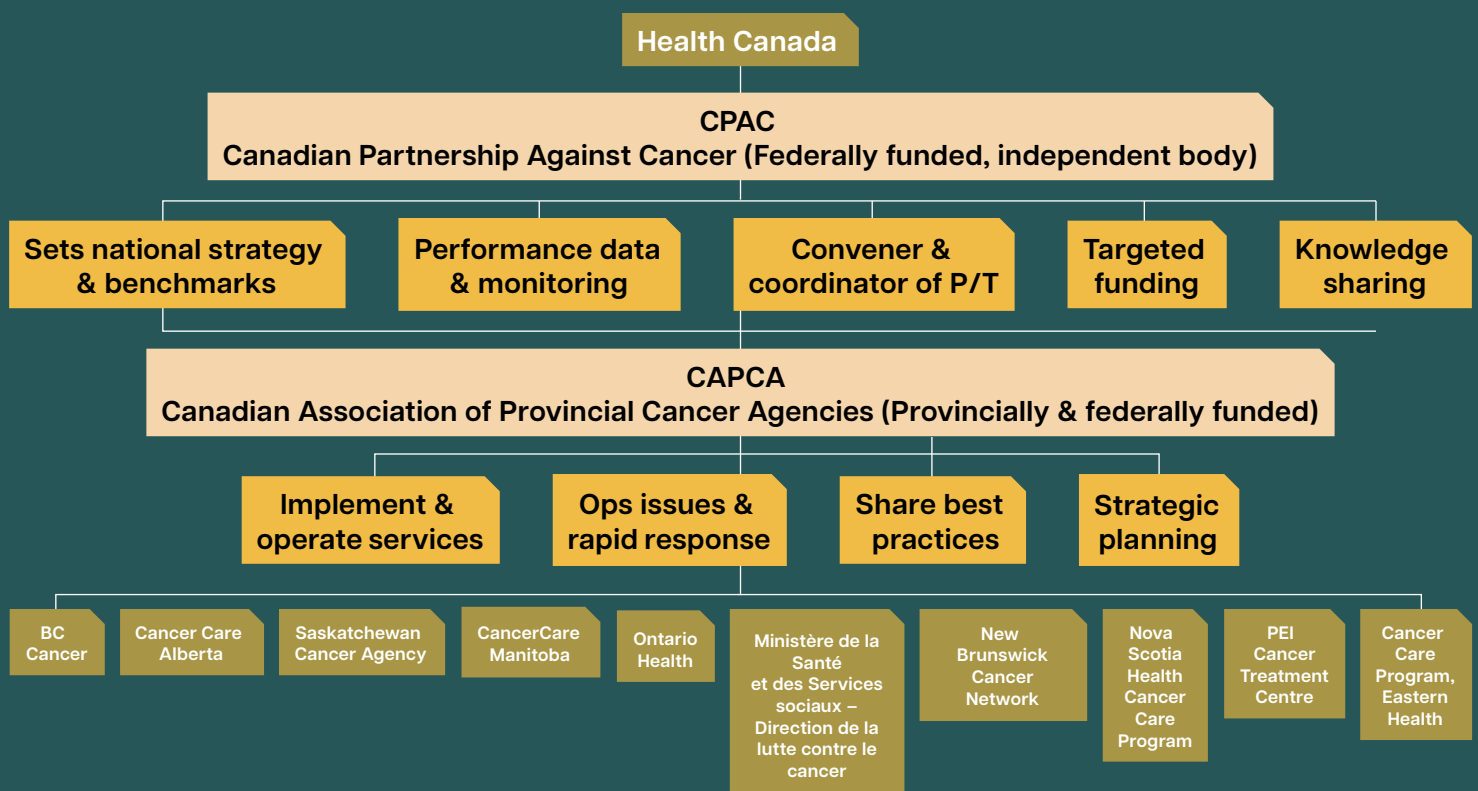 Health Canada
CPAC
Canadian Partnership Against Cancer (Federally funded, independent body)
Sets national strategy
& benchmarks
Performance data
& monitoring
Convener &
coordinator of P/T
Targeted
funding
Knowledge
sharing
CAPCA
Canadian Association of Provincial Cancer Agencies (Provincially & federally funded)
Implement &
operate services
Ops issues &
rapid response
Share best
practices
Strategic
planning
BC
Cancer
Cancer Care
Alberta
Saskatchewan
Cancer Agency
CancerCare
Manitoba
Ontario
Health
Ministère de la
Santé
et des Services
sociaux –
Direction de la
lutte contre le
cancer
New
Brunswick
Cancer
Network
Nova
Scotia
Health
Cancer
Care
Program
PEI
Cancer
Treatment
Centre
Cancer
Care
Program,
Eastern
Health